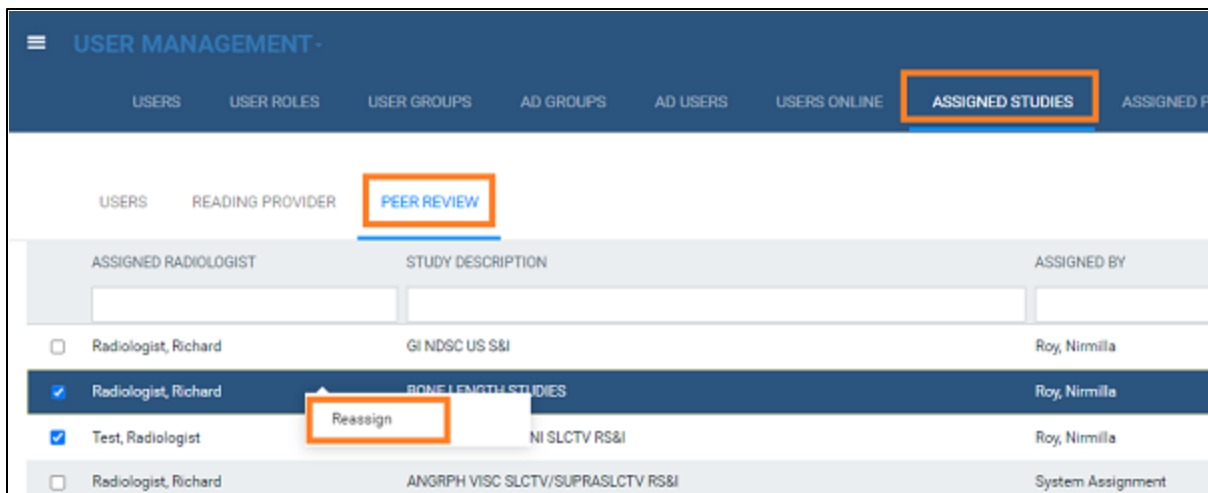 USER MANAGEMENT
USERS USER ROLES USER GROUPS AD GROUPS AD USERS USERS ONLINE ASSIGNED STUDIES ASSIGNED
USERS READING PROVIDER PEER REVIEW
ASSIGNED RADIOLOGIST STUDY DESCRIPTION ASSIGNED BY
Radiologist, Richard GI NDSC US S&I Roy, Nirmilla
Radiologist, Richard BONE LENGTH STUDIES Roy, Nirmilla
Reassign
Test, Radiologist NI SLCTV RS&I Roy, Nirmilla
Radiologist, Richard ANGRPH VISC SLCTV/SUPRASLCTV RS&I System Assignment